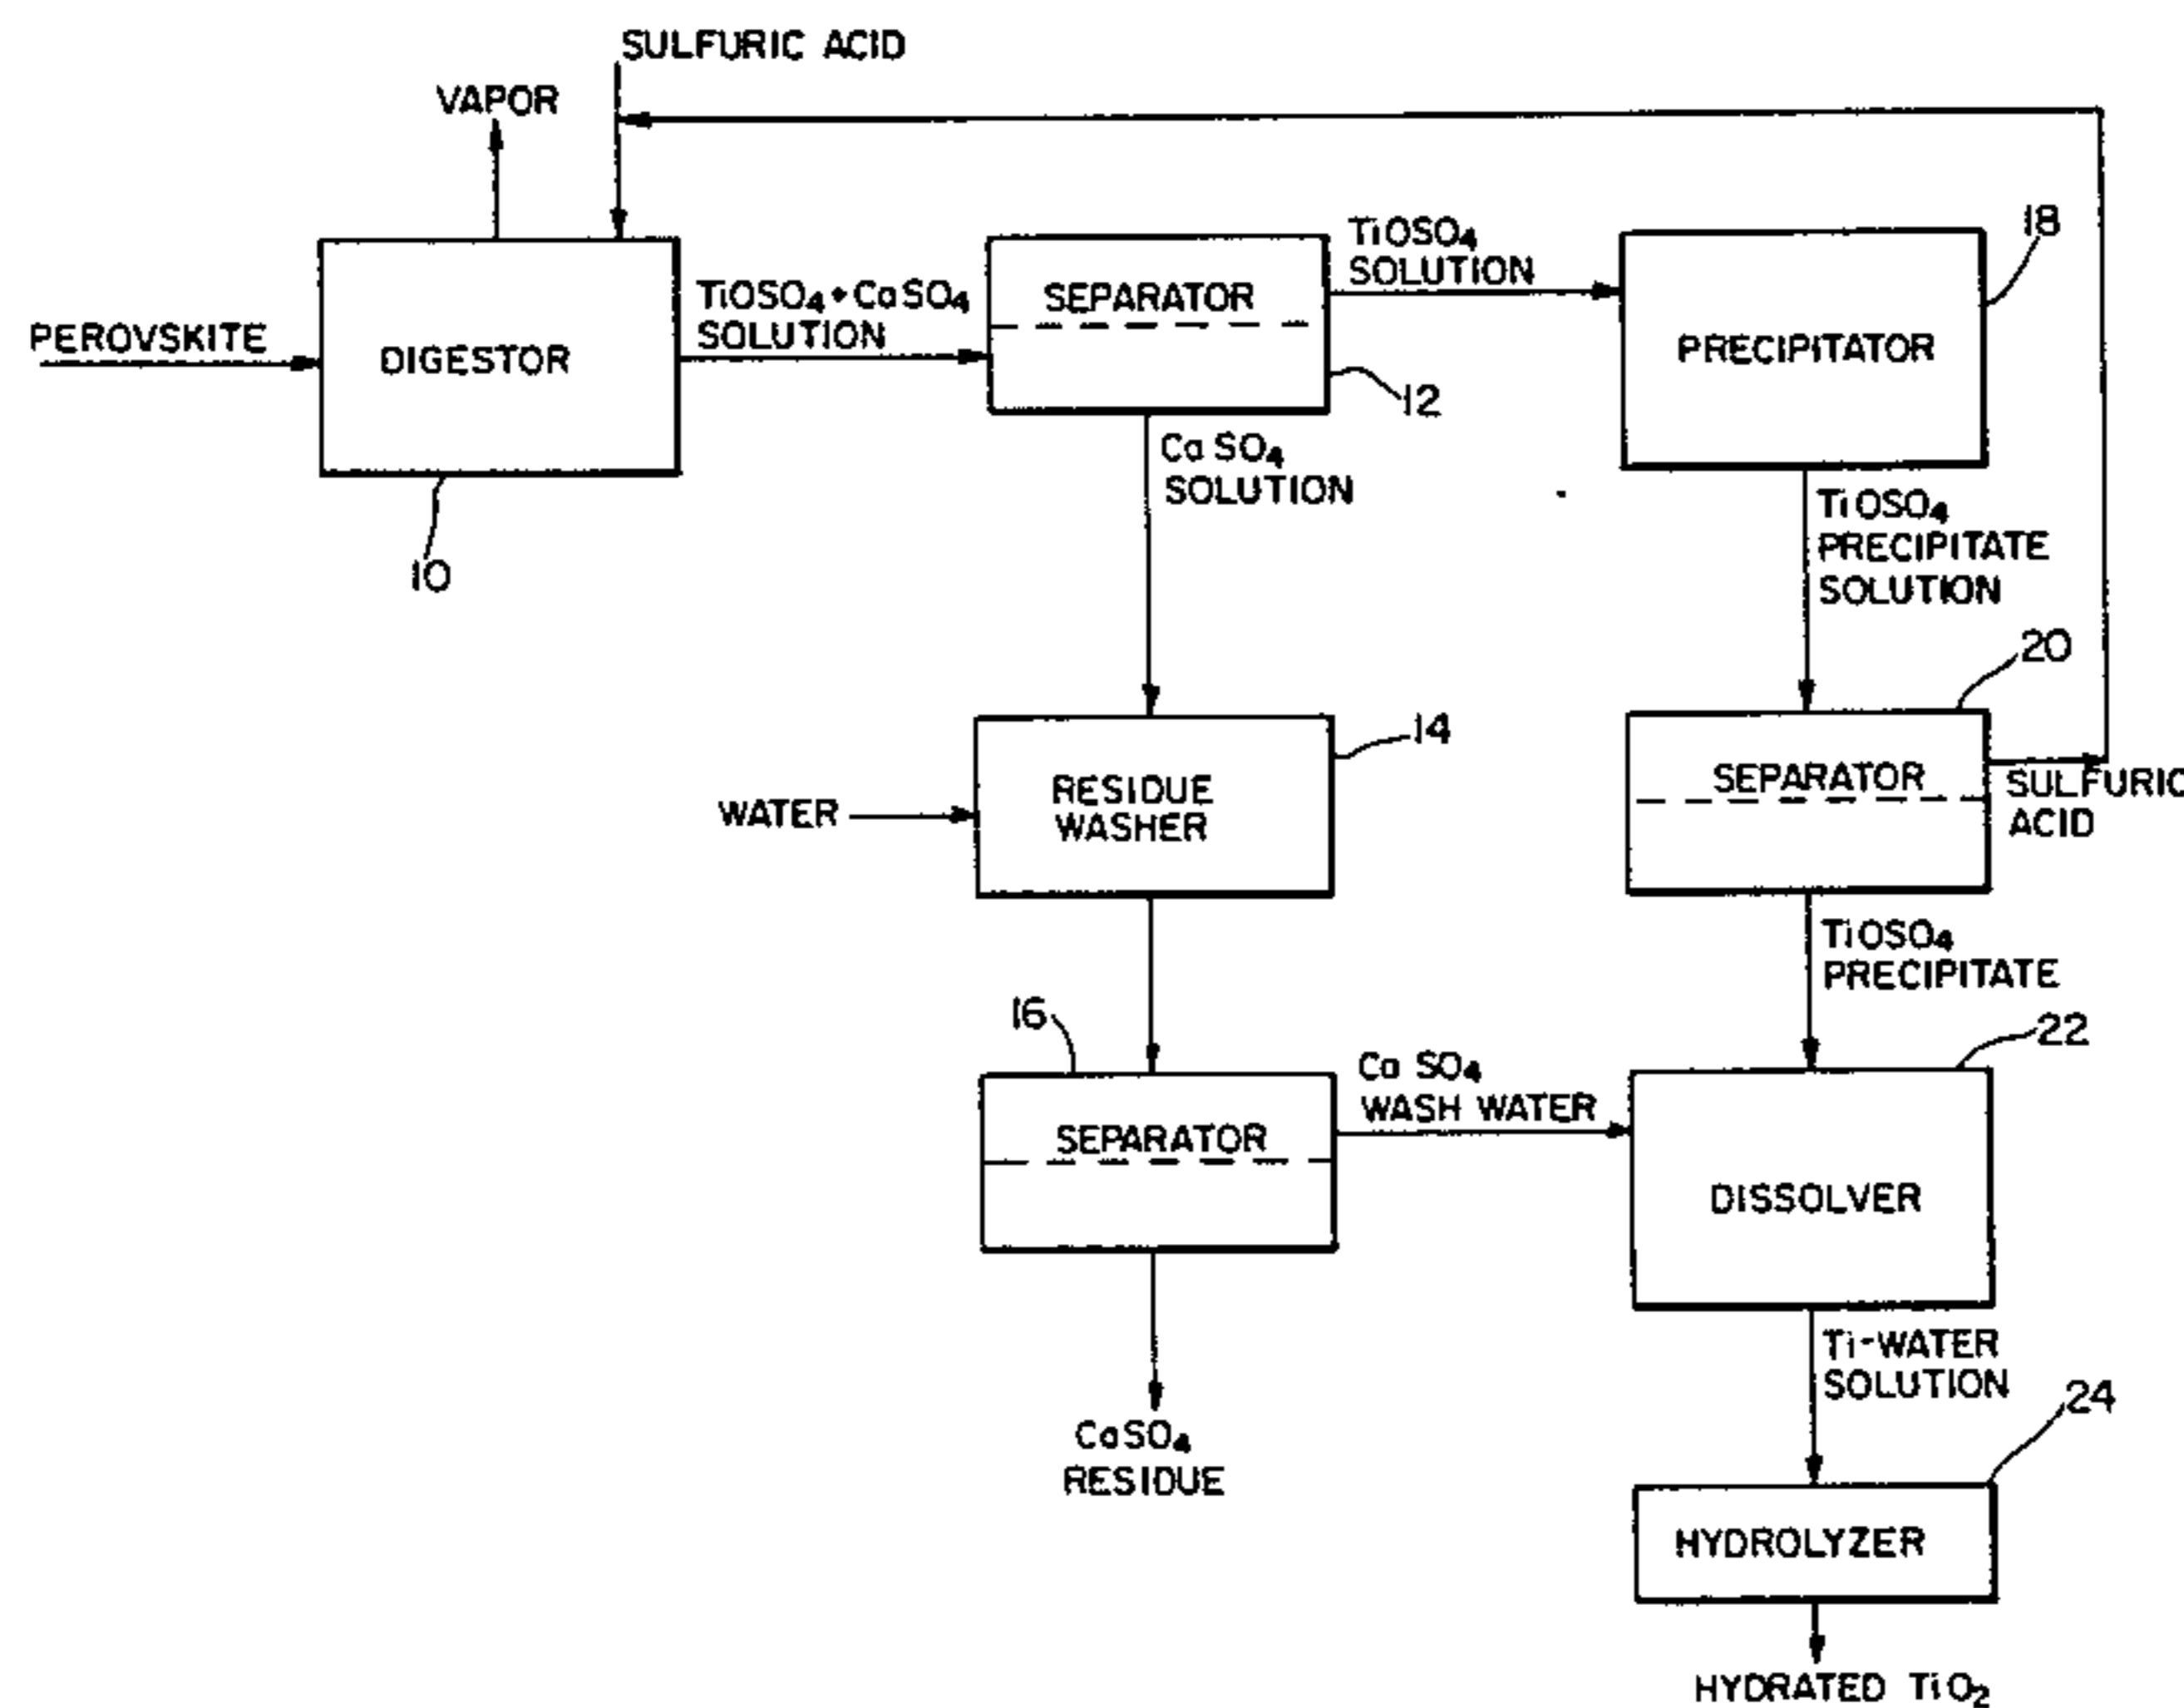 SULFURIC ACID
VAPOR
PEROVSKITE
DIGESTOR
10
TiOSO₄ + CaSO₄
SOLUTION
SEPARATOR
12
TiOSO₄
SOLUTION
PRECIPITATOR
18
CaSO₄
SOLUTION
TiOSO₄
PRECIPITATE
SOLUTION
20
SEPARATOR
SULFURIC
ACID
14
WATER
RESIDUE
WASHER
TiOSO₄
PRECIPITATE
16
SEPARATOR
CaSO₄
WASH WATER
22
DISSOLVER
CaSO₄
RESIDUE
Ti-WATER
SOLUTION
24
HYDROLYZER
HYDRATED TiO₂